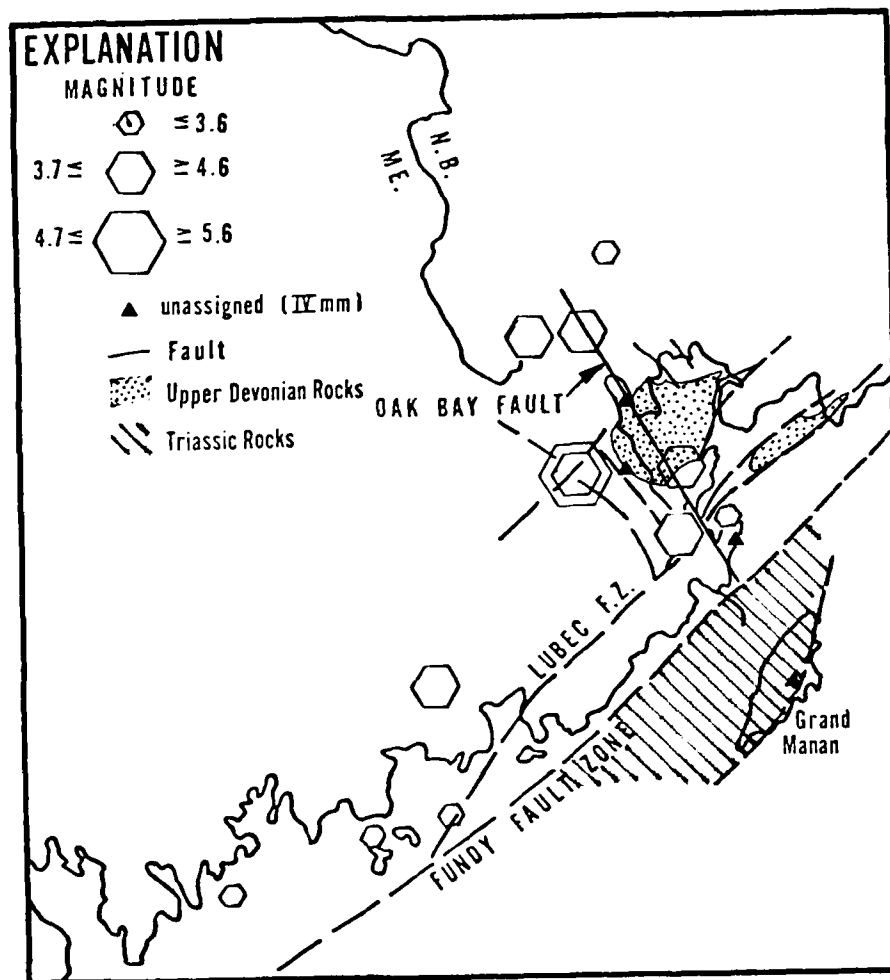 EXPLANATION
MAGNITUDE
≤3.6
3.7≤ ≥4.6
4.7≤ ≥5.6
unassigned (IV mm)
Fault
Upper Devonian Rocks
Triassic Rocks
N.B.
ME.
OAK BAY FAULT
LUBEC F.Z.
FUNDY FAULT ZONE
Grand
Manan